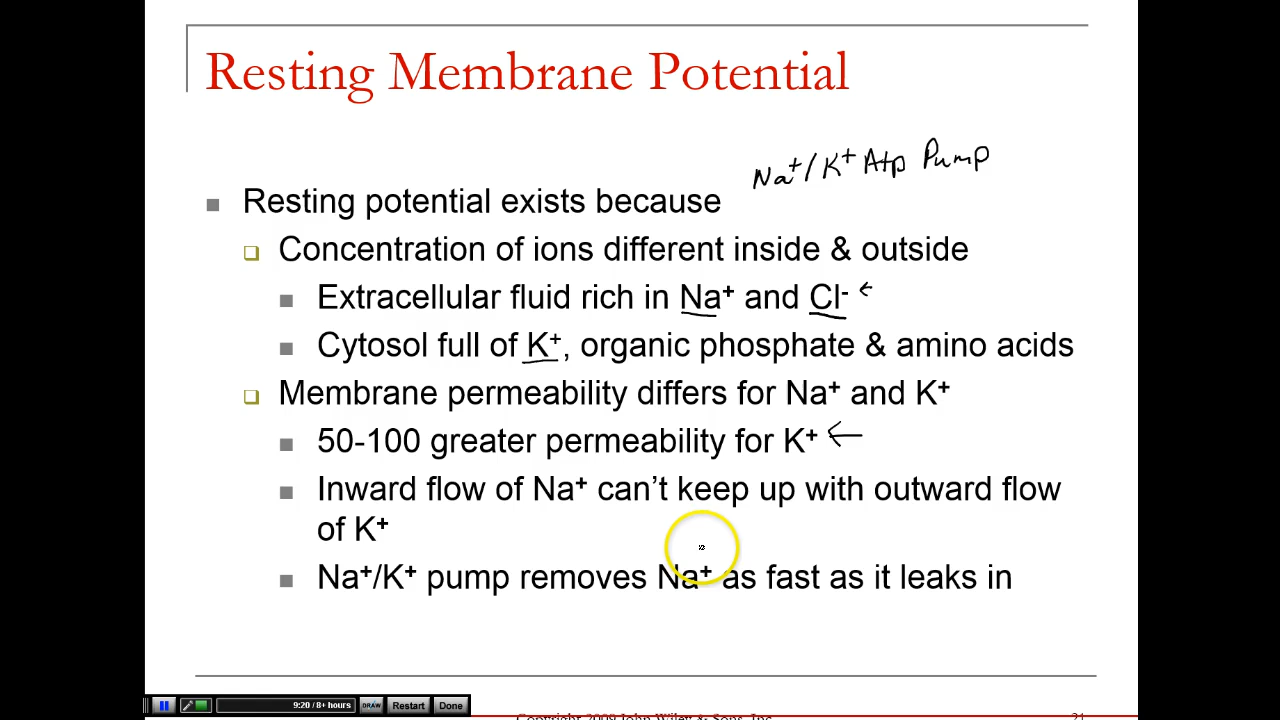 Resting Membrane Potential
Na+/K+ Atp Pump
Resting potential exists because
Concentration of ions different inside & outside
Extracellular fluid rich in Na+ and Cl-
Cytosol full of K+, organic phosphate & amino acids
Membrane permeability differs for Na+ and K+
50-100 greater permeability for K+
Inward flow of Na+ can’t keep up with outward flow
of K+
Na+/K+ pump removes Na+ as fast as it leaks in
9:20 / 8+ hours DRAW Restart Done
Copyright 2009 John Wiley & Sons, Inc. 21